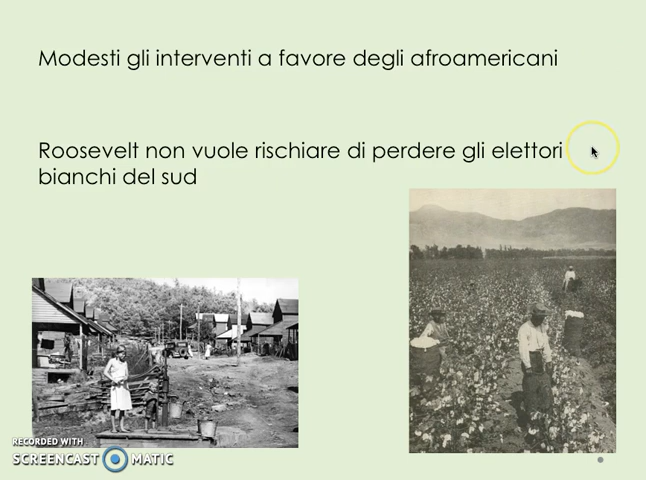 Modesti gli interventi a favore degli afroamericani
Roosevelt non vuole rischiare di perdere gli elettori
bianchi del sud
RECORDED WITH
SCREENCAST MATIC